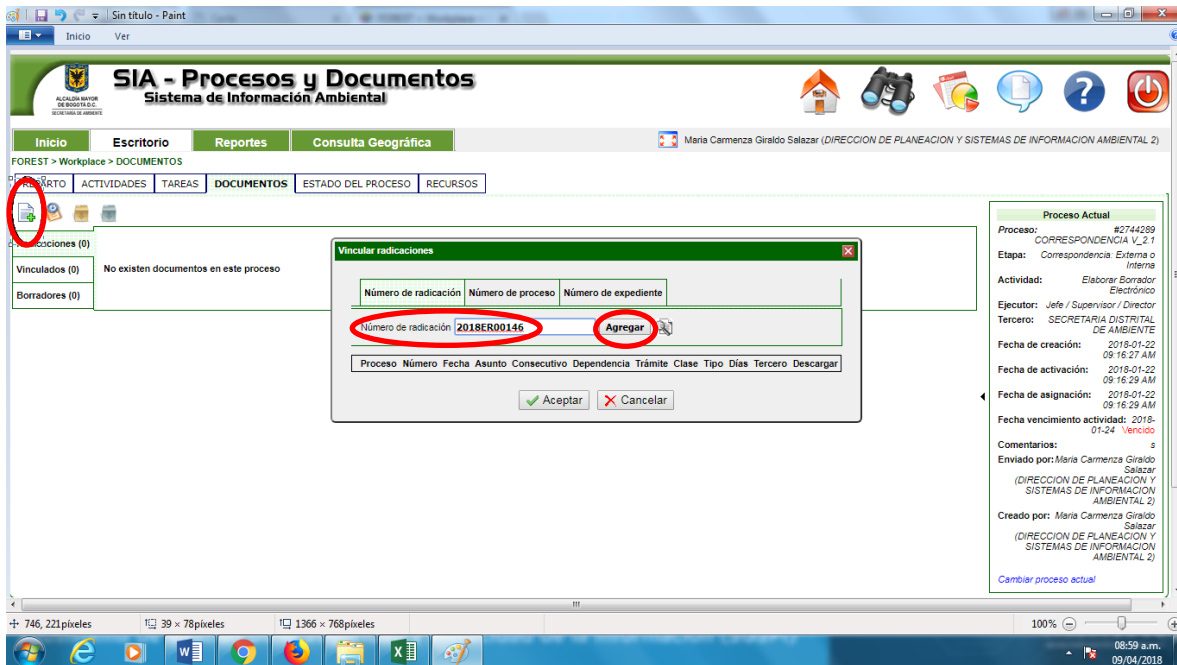 Sin título - Paint
Inicio Ver
ALCALDÍA MAYOR
DE BOGOTÁ D.C.
SECRETARÍA DE AMBIENTE
SIA - Procesos y Documentos
Sistema de Información Ambiental
Inicio Escritorio Reportes Consulta Geográfica
Maria Carmenza Giraldo Salazar (DIRECCION DE PLANEACION Y SISTEMAS DE INFORMACION AMBIENTAL 2)
FOREST > Workplace > DOCUMENTOS
ACTIVIDADES TAREAS DOCUMENTOS ESTADO DEL PROCESO RECURSOS
(0)
Vinculados (0)
Borradores (0)
No existen documentos en este proceso
Vincular radicaciones
Número de radicación Número de proceso Número de expediente
Número de radicación 2018ER00146 Agregar
Proceso Número Fecha Asunto Consecutivo Dependencia Trámite Clase Tipo Días Tercero Descargar
Aceptar Cancelar
Proceso Actual
Proceso: #2744289
CORRESPONDENCIA V_2.1
Etapa: Correspondencia: Externa o
Interna
Actividad: Elaborar Borrador
Electrónico
Ejecutor: Jefe / Supervisor / Director
Tercero: SECRETARIA DISTRITAL
DE AMBIENTE
Fecha de creación: 2018-01-22
09:16:27 AM
Fecha de activación: 2018-01-22
09:16:29 AM
Fecha de asignación: 2018-01-22
09:16:29 AM
Fecha vencimiento actividad: 2018-
01-24 Vencido
Comentarios: s
Enviado por: Maria Carmenza Giraldo
Salazar
(DIRECCION DE PLANEACION Y
SISTEMAS DE INFORMACION
AMBIENTAL 2)
Creado por: Maria Carmenza Giraldo
Salazar
(DIRECCION DE PLANEACION Y
SISTEMAS DE INFORMACION
AMBIENTAL 2)
Cambiar proceso actual
746, 221píxeles 39 × 78píxeles 1366 × 768píxeles 100%
08:59 a.m.
09/04/2018